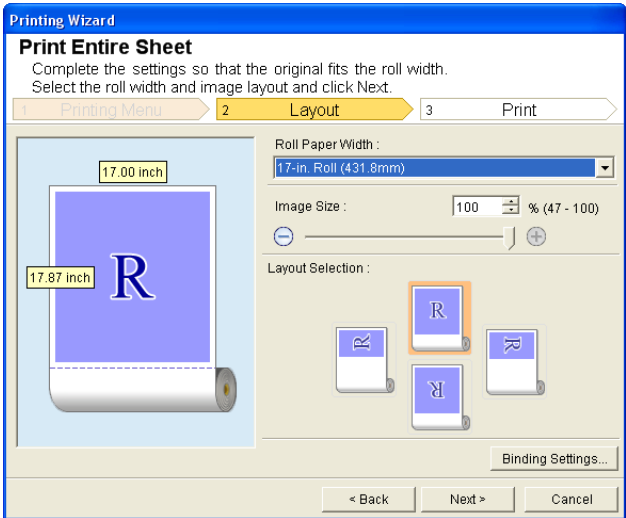 Printing Wizard
Print Entire Sheet
Complete the settings so that the original fits the roll width.
Select the roll width and image layout and click Next.
1 Printing Menu 2 Layout 3 Print
17.00 inch
17.87 inch
R
Roll Paper Width :
17-in. Roll (431.8mm)
Image Size : 100 % (47 - 100)
Layout Selection :
R
R R
R
Binding Settings...
< Back Next > Cancel